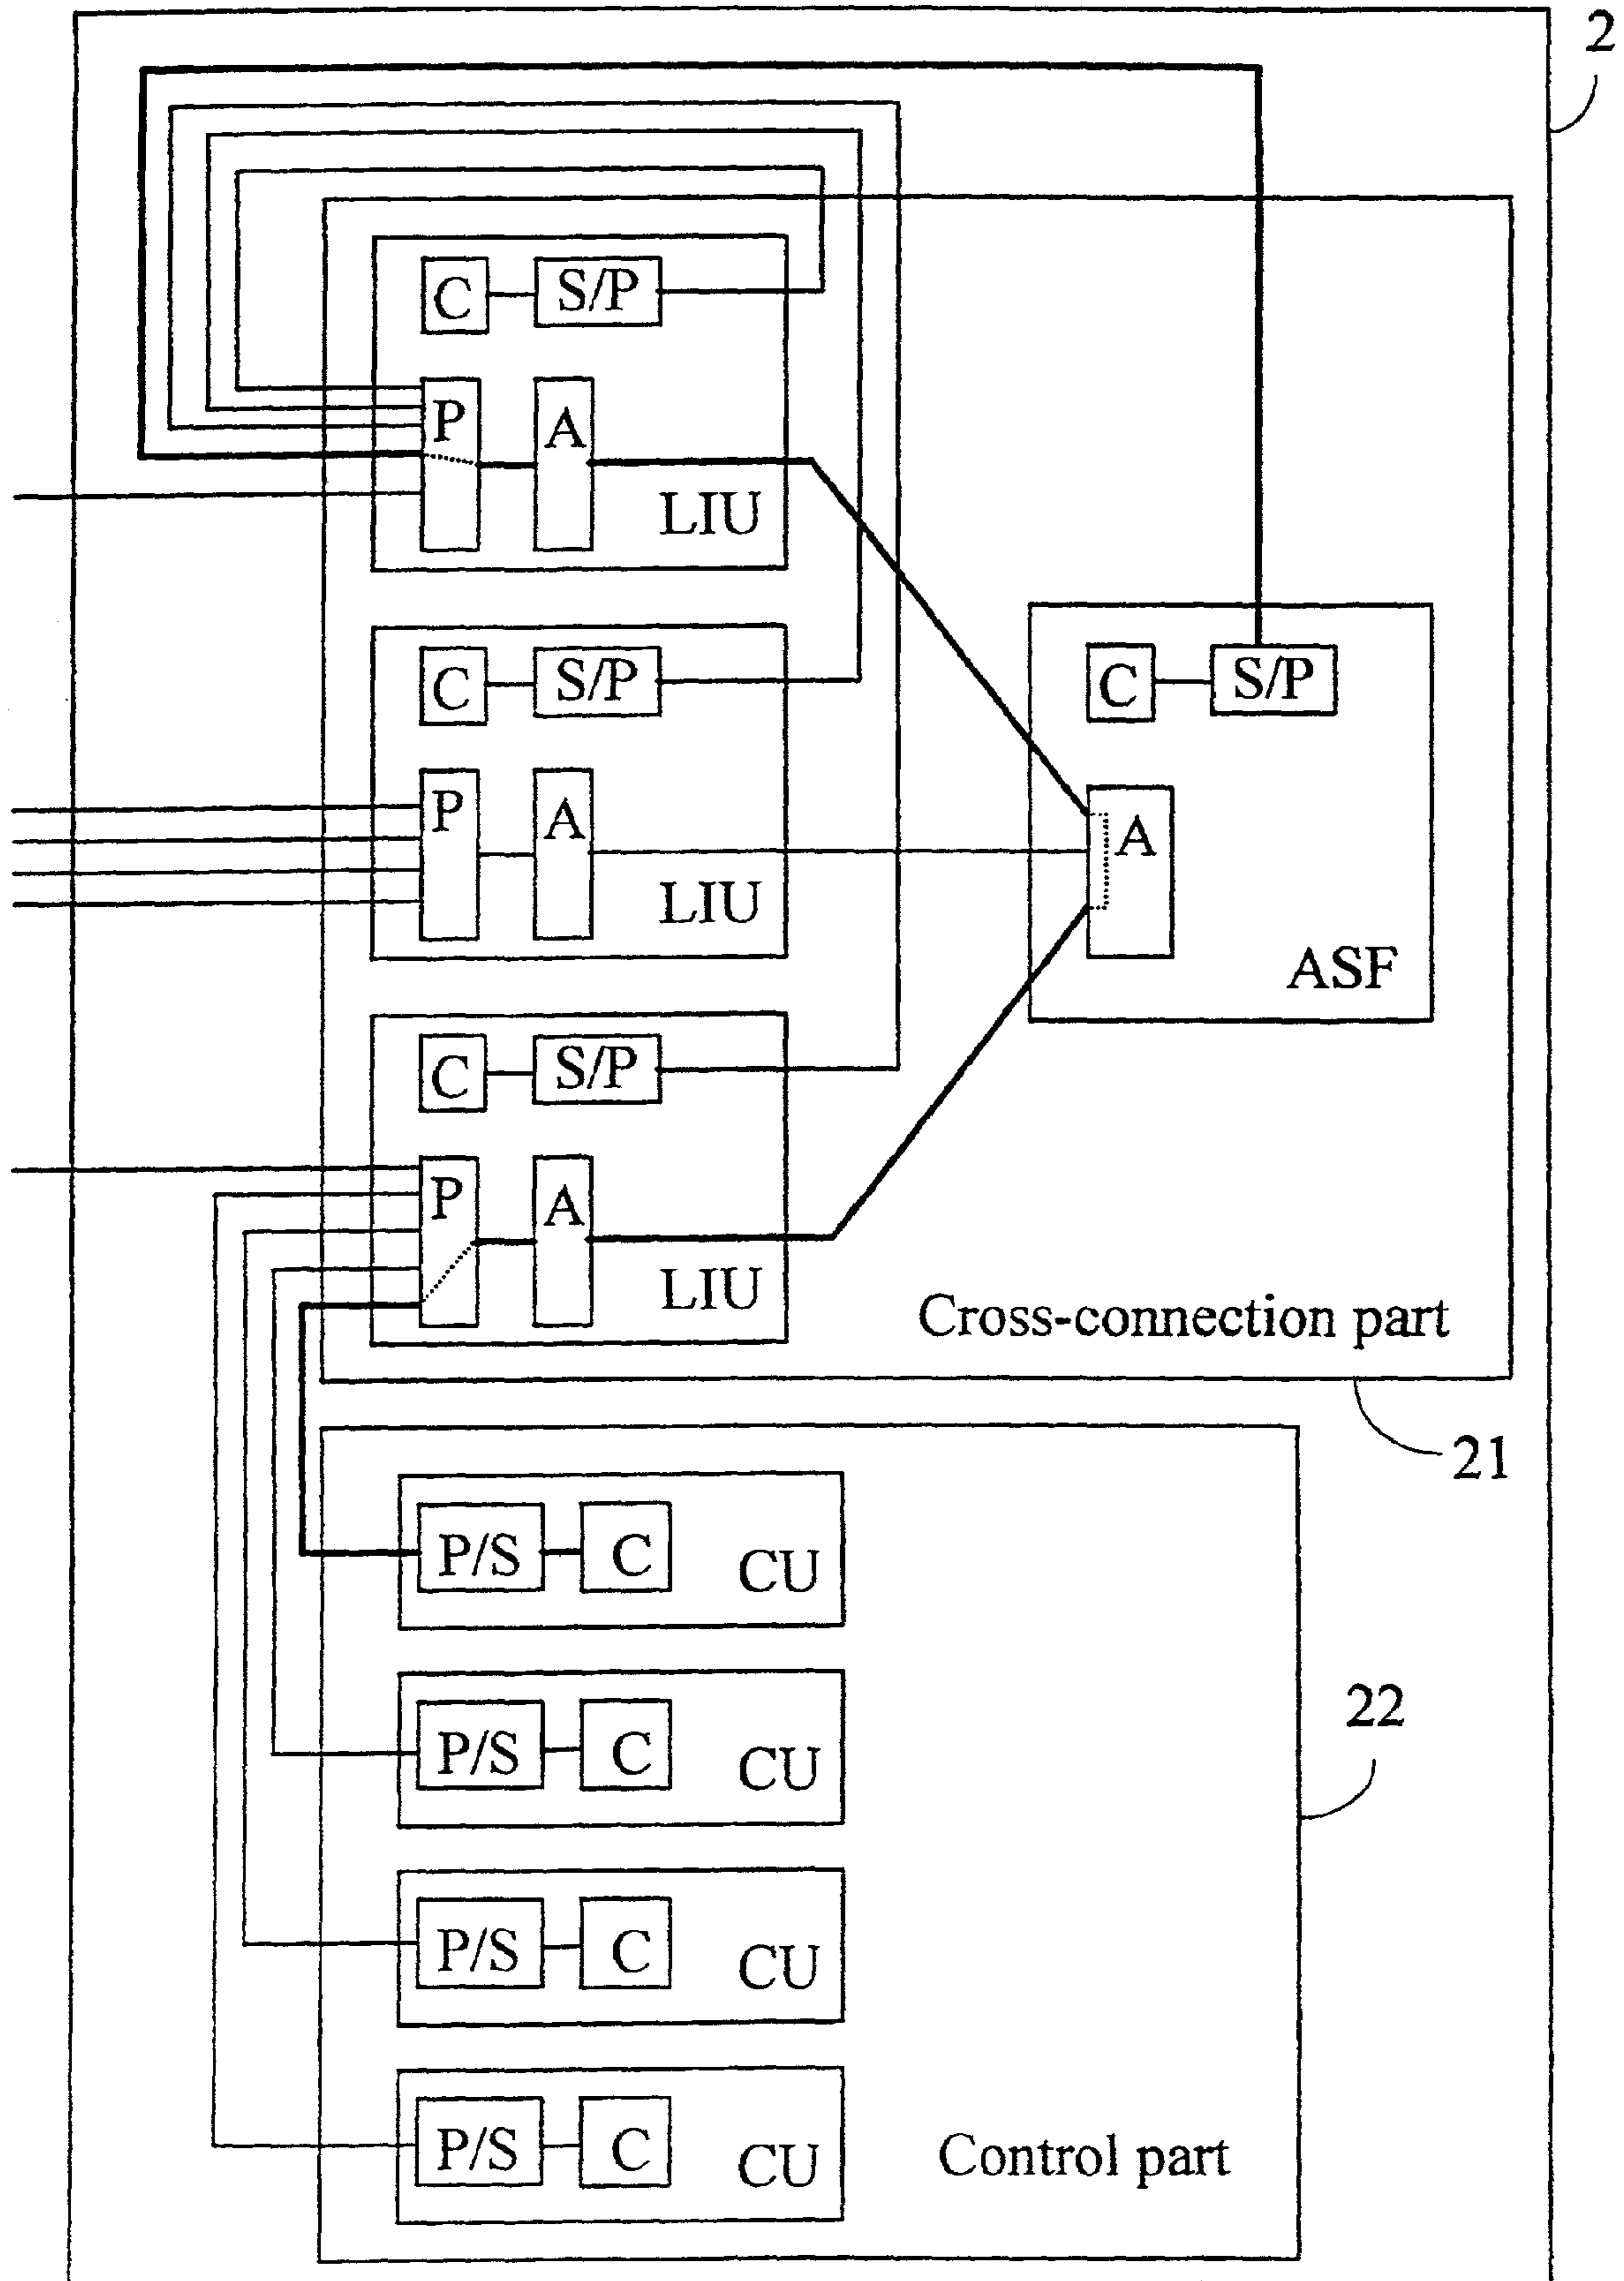 2
C S/P
P A
LIU
C S/P
P A
LIU
C S/P
A
ASF
C S/P
P A
LIU
Cross-connection part
21
P/S C CU
P/S C CU
22
P/S C CU
P/S C CU
Control part